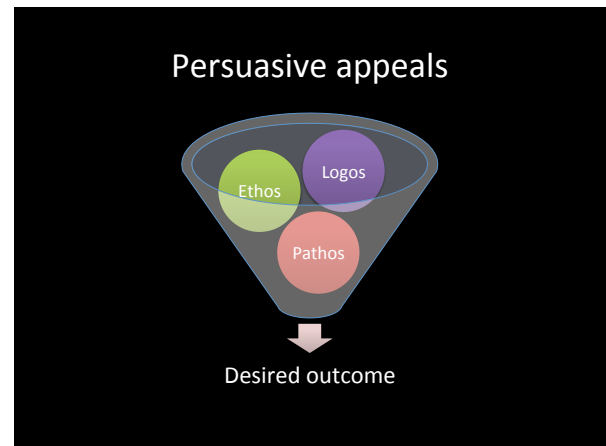 Persuasive appeals
Logos
Ethos
Pathos
Desired outcome